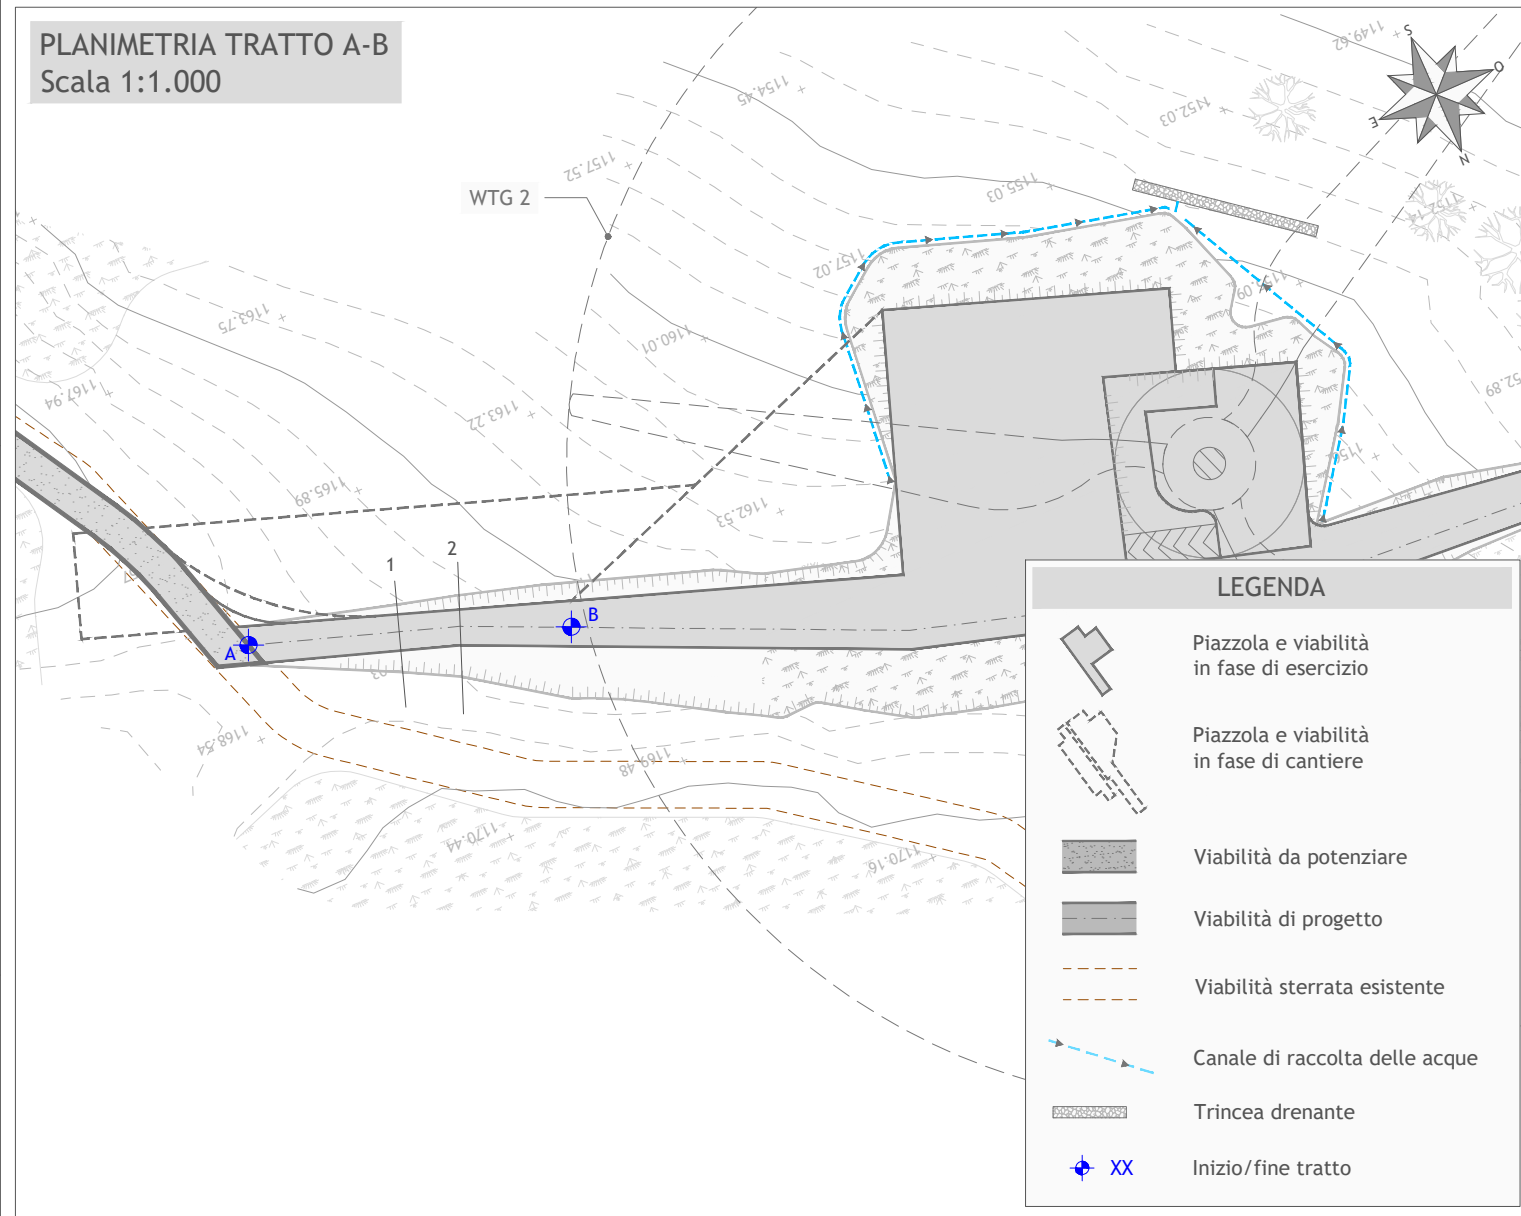 PLANIMETRIA TRATTO A-B
Scala 1:1.000
1149.62
S
O
E
N
1154.45
1152.03
1157.52
WTG 2
1155.03
1152.14
1157.02
1163.75
1160.01
1167.94
1163.22
1165.89
1162.53
1
2
A
B
1168.54
1169.48
1170.44
1170.16
LEGENDA
Piazzola e viabilità
in fase di esercizio
Piazzola e viabilità
in fase di cantiere
Viabilità da potenziare
Viabilità di progetto
Viabilità sterrata esistente
Canale di raccolta delle acque
Trincea drenante
XX
Inizio/fine tratto